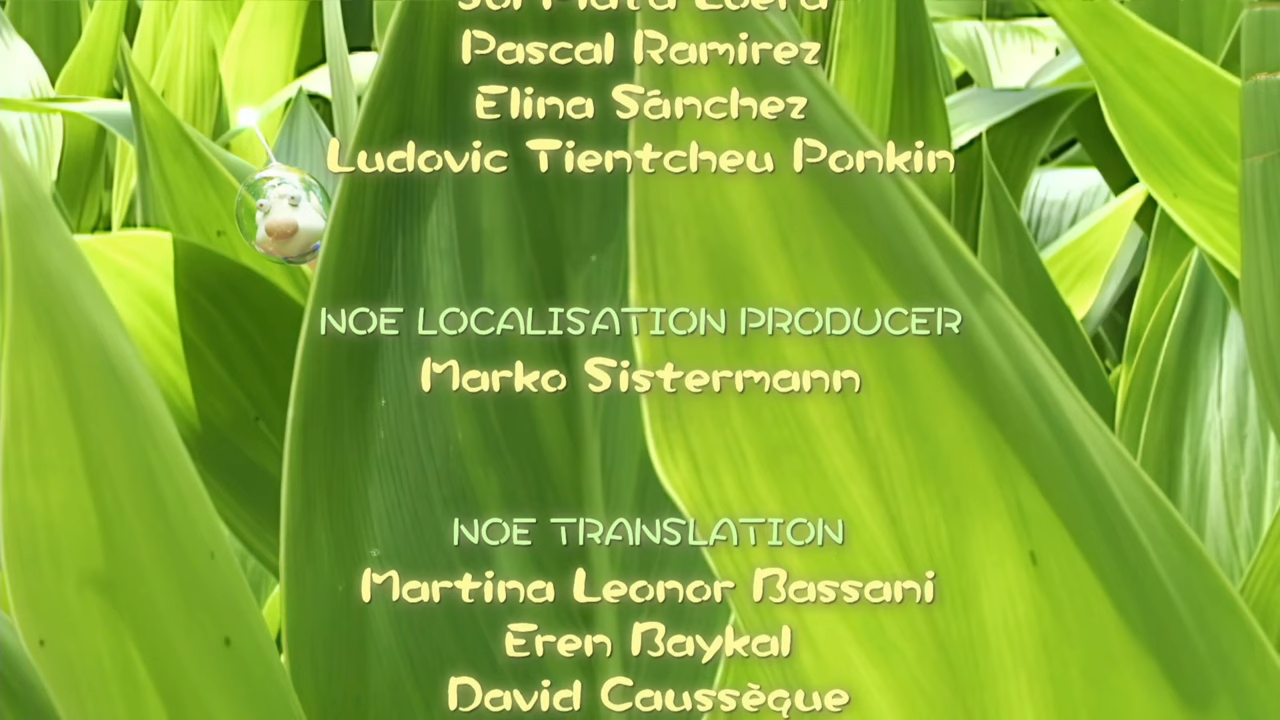 Pascal Ramirez
Elina Sánchez
Ludovic Tientcheu Ponkin
NOE LOCALISATION PRODUCER
Marko Sistermann
NOE TRANSLATION
Martina Leonor Bassani
Eren Baykal
David Caussèque